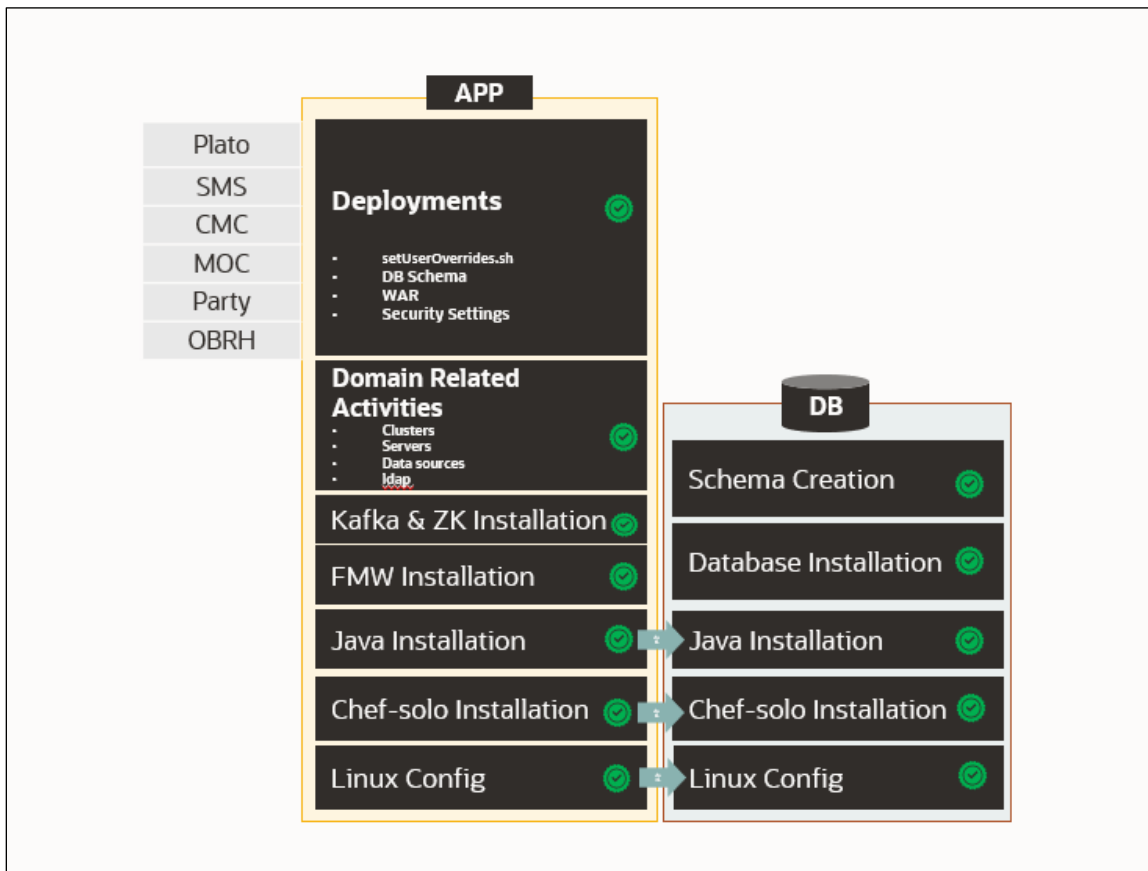 APP
Plato
SMS
CMC
MOC
Party
OBRH
Deployments
• setUserOverrides.sh
• DB Schema
• WAR
• Security Settings
Domain Related
Activities
• Clusters
• Servers
• Data sources
• ldap
Kafka & ZK Installation
FMW Installation
Java Installation
Chef-solo Installation
Linux Config
DB
Schema Creation
Database Installation
Java Installation
Chef-solo Installation
Linux Config